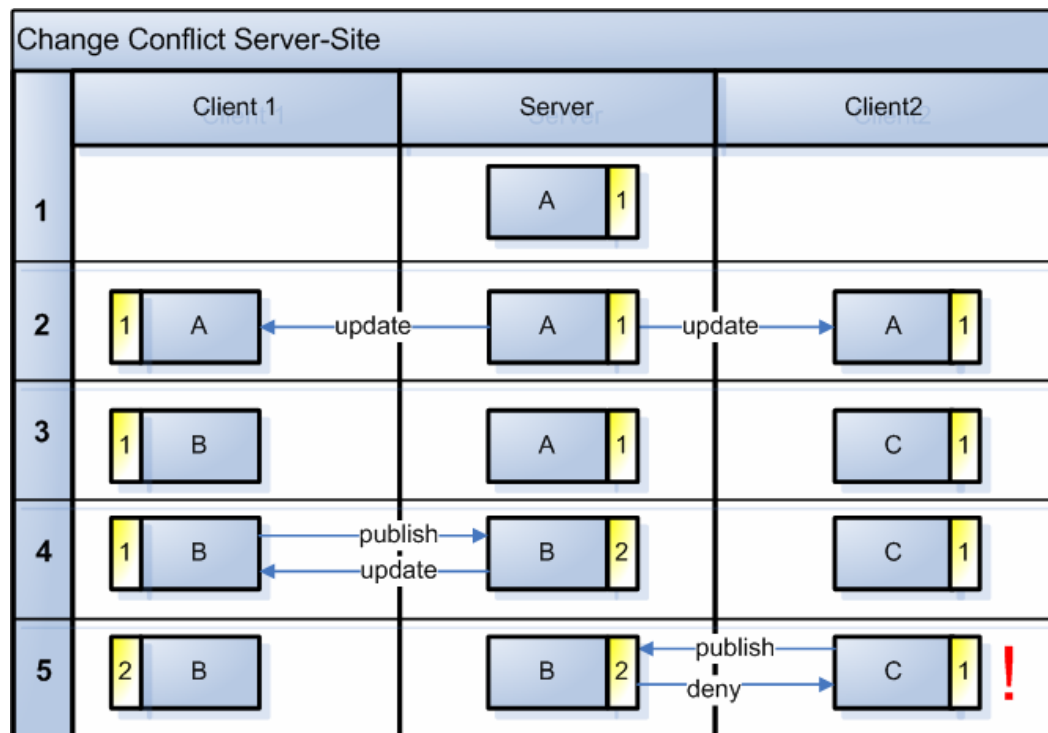 Change Conflict Server-Site
Client 1 Server Client2
1 A 1
2 1 A update A 1 update A 1
3 1 B A 1 C 1
4 1 B publish B 2 C 1
update
5 2 B B 2 publish C 1 !
deny